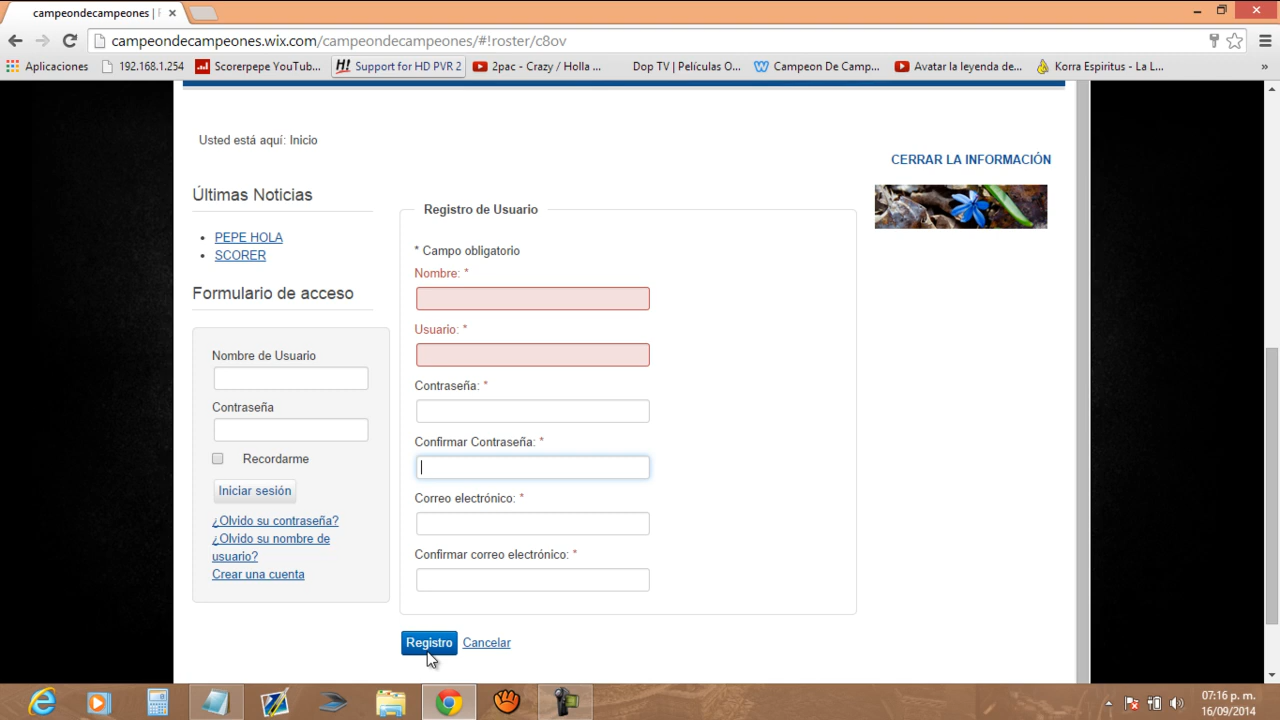 campeondecampeones |
campeondecampeones.wix.com/campeondecampeones/#!roster/c8ov
Aplicaciones
192.168.1.254
Scorerpepe YouTub...
H! Support for HD PVR 2
2pac - Crazy / Holla ...
Dop TV | Películas O...
W Campeon De Camp...
Avatar la leyenda de...
Korra Espiritus - La L...
»
Usted está aquí: Inicio
CERRAR LA INFORMACIÓN
Últimas Noticias
PEPE HOLA
SCORER
Formulario de acceso
Nombre de Usuario
Contraseña
Recordarme
Iniciar sesión
¿Olvido su contraseña?
¿Olvido su nombre de
usuario?
Crear una cuenta
Registro de Usuario
* Campo obligatorio
Nombre: *
Usuario: *
Contraseña: *
Confirmar Contraseña: *
Correo electrónico: *
Confirmar correo electrónico: *
Registro
Cancelar
07:16 p. m.
16/09/2014